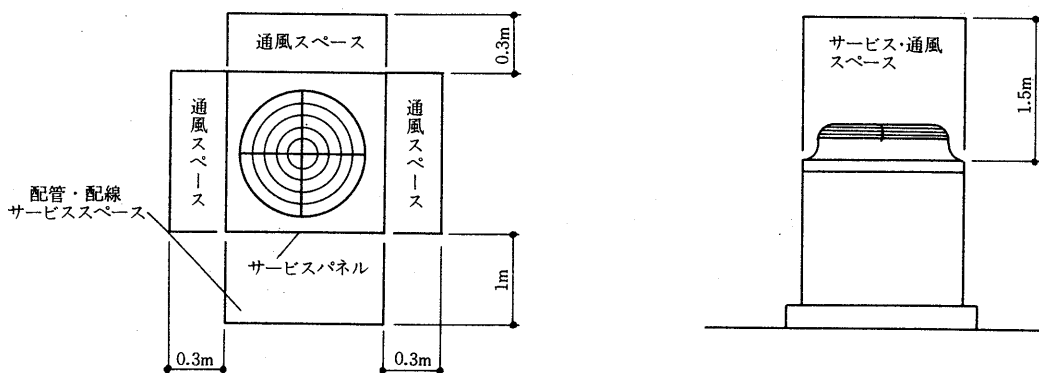 通風スペース
0.3m
通風スペース
通風スペース
配管・配線
サービススペース
サービスパネル
1m
0.3m
0.3m
サービス・通風
スペース
1.5m